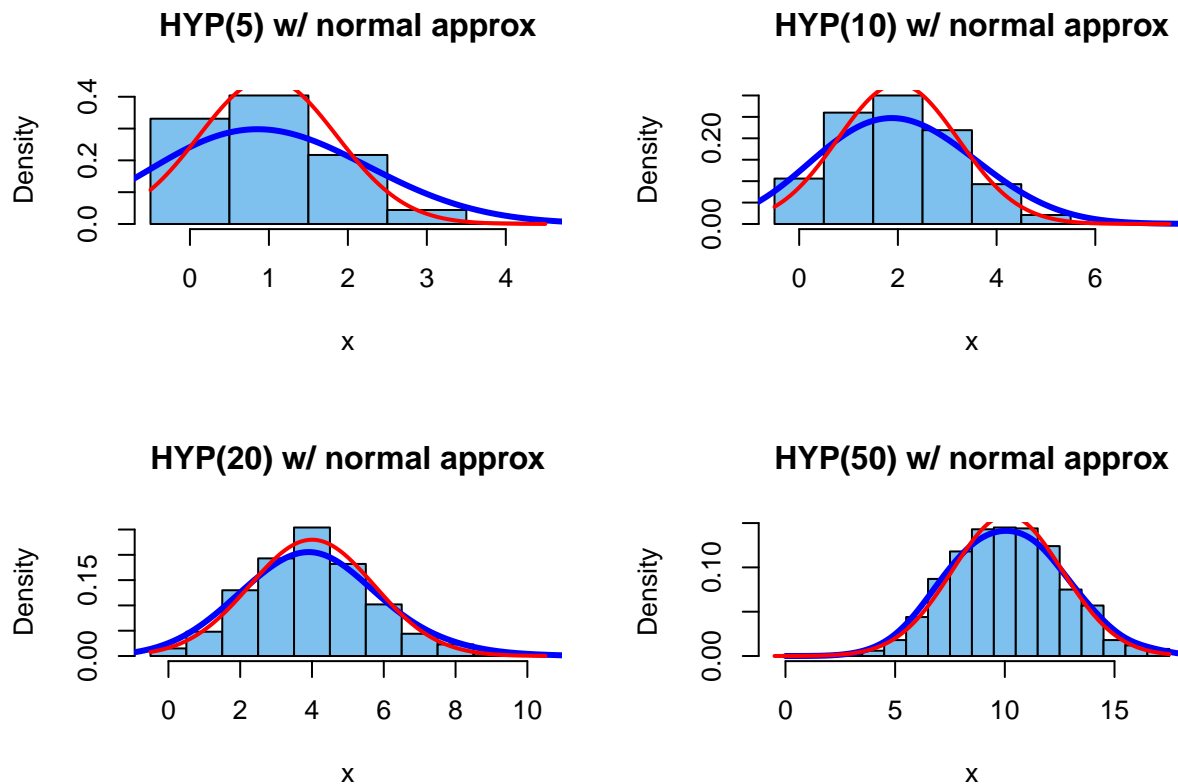 HYP(5) w/ normal approx
Density
0.0 0.2 0.4
0 1 2 3 4
x
HYP(10) w/ normal approx
Density
0.00 0.20
0 2 4 6
x
HYP(20) w/ normal approx
Density
0.00 0.15
0 2 4 6 8 10
x
HYP(50) w/ normal approx
Density
0.00 0.10
0 5 10 15
x